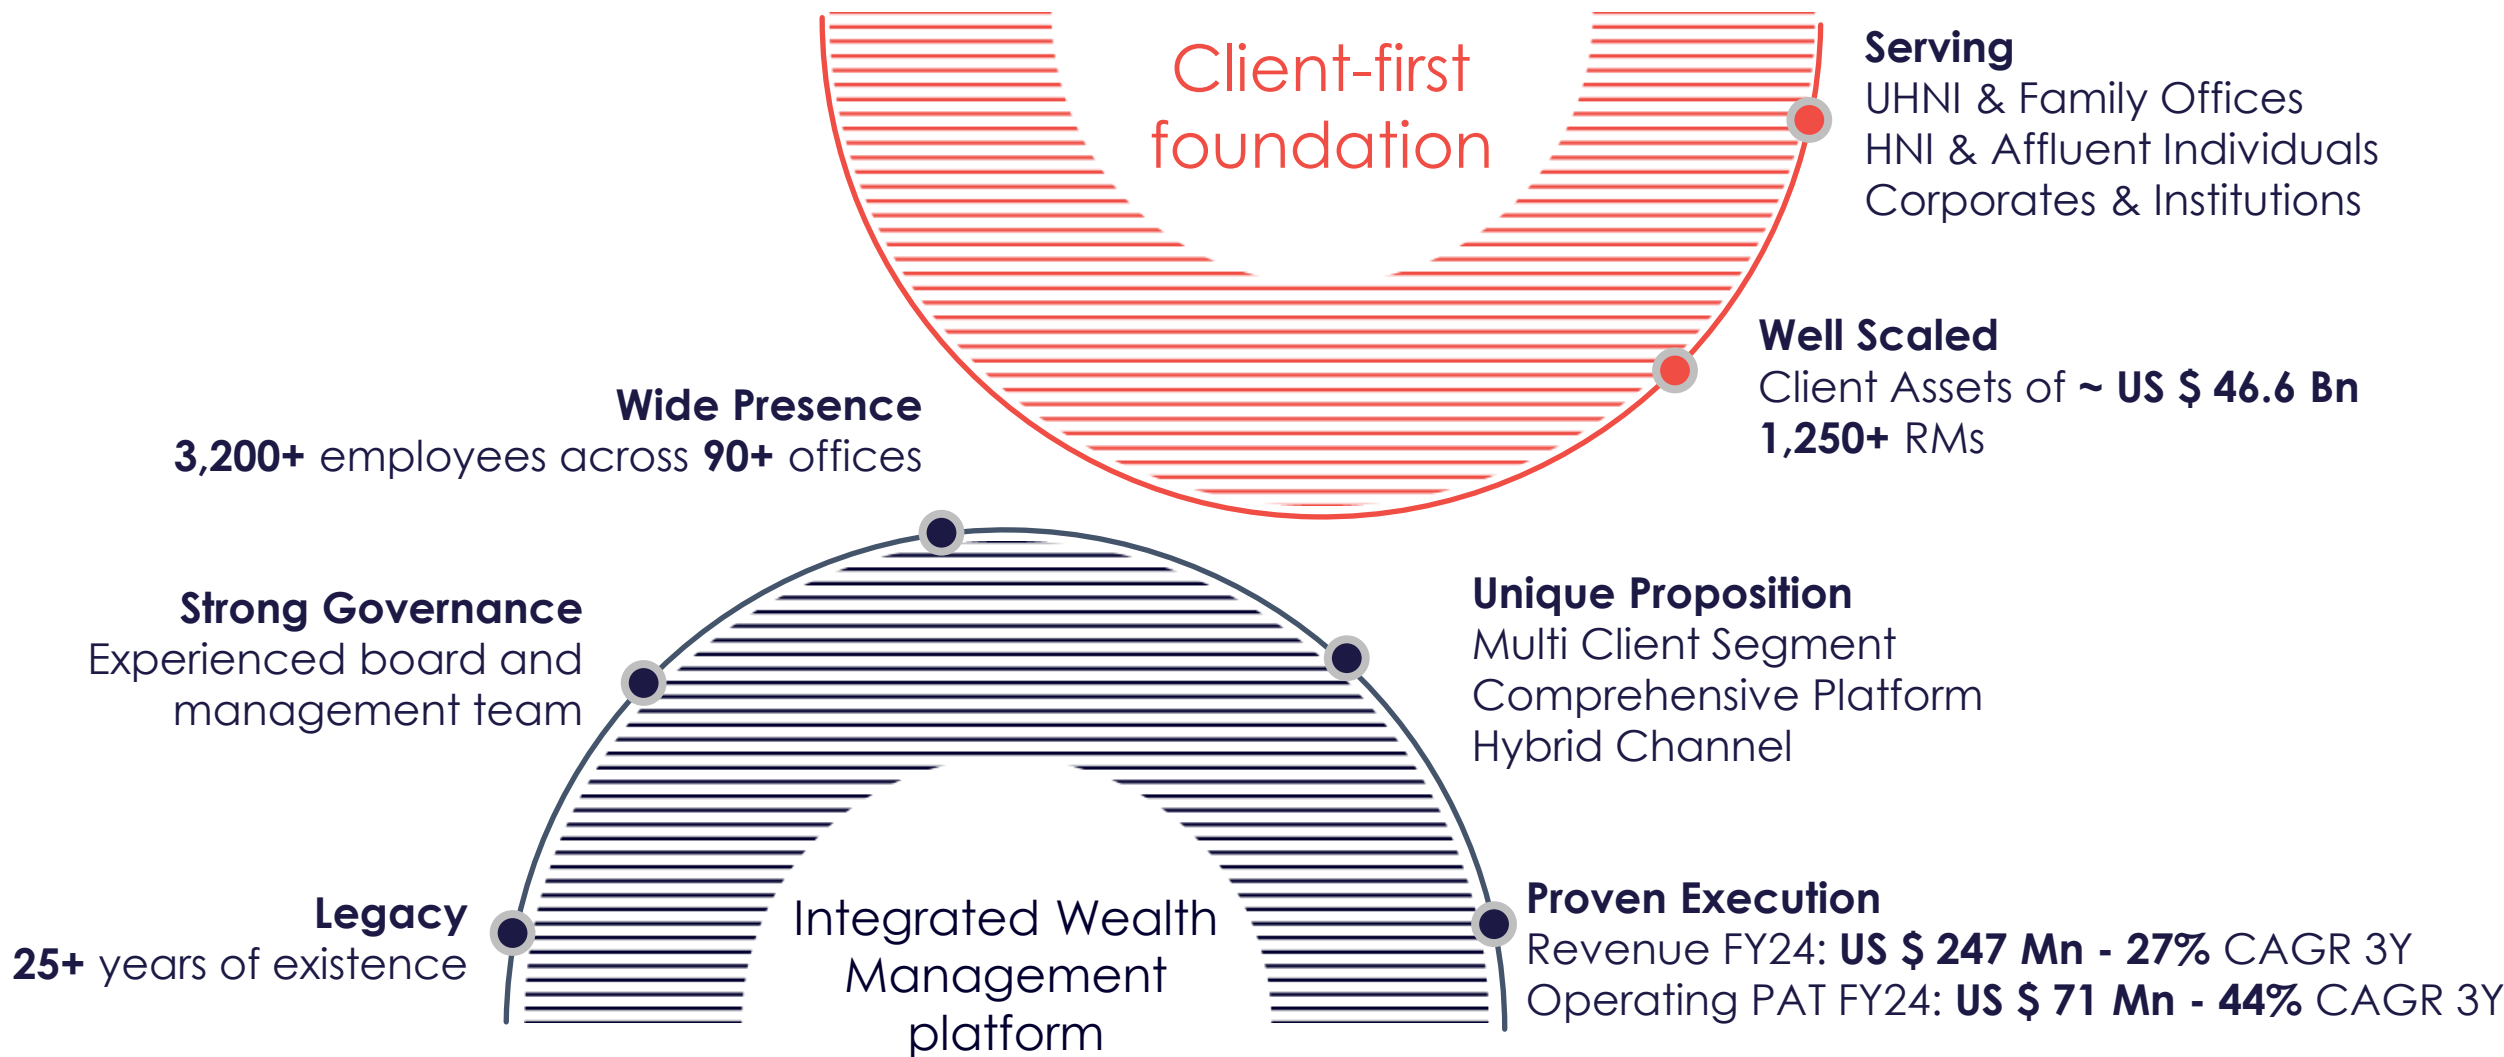 Client-first
foundation
Serving
UHNI & Family Offices
HNI & Affluent Individuals
Corporates & Institutions
Well Scaled
Client Assets of ~ US $ 46.6 Bn
1,250+ RMs
Wide Presence
3,200+ employees across 90+ offices
Strong Governance
Experienced board and
management team
Legacy
25+ years of existence
Unique Proposition
Multi Client Segment
Comprehensive Platform
Hybrid Channel
Integrated Wealth
Management
platform
Proven Execution
Revenue FY24: US $ 247 Mn - 27% CAGR 3Y
Operating PAT FY24: US $ 71 Mn - 44% CAGR 3Y